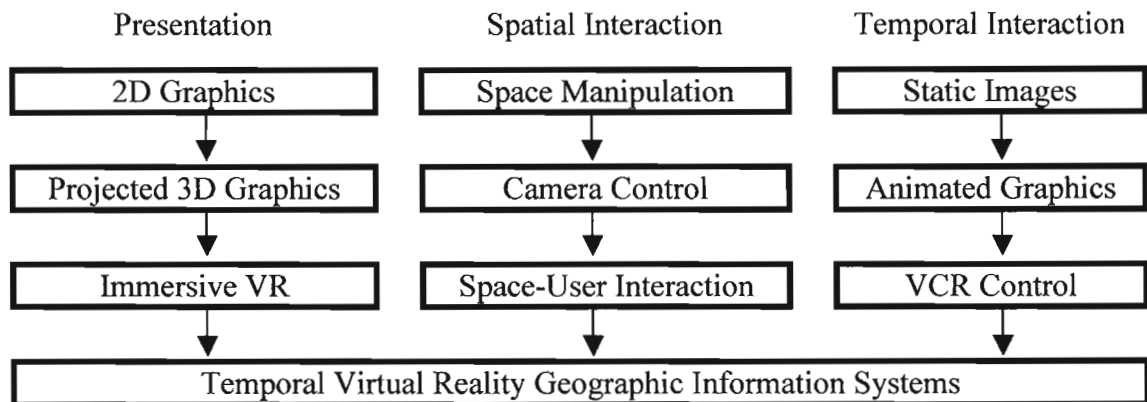 Presentation
Spatial Interaction
Temporal Interaction
2D Graphics
Space Manipulation
Static Images
Projected 3D Graphics
Camera Control
Animated Graphics
Immersive VR
Space-User Interaction
VCR Control
Temporal Virtual Reality Geographic Information Systems